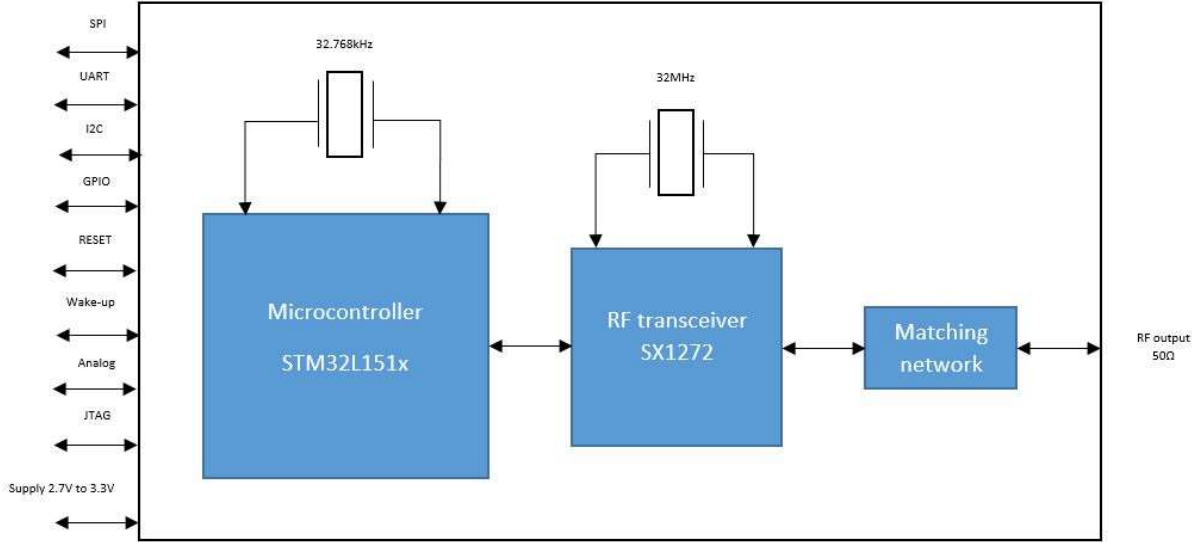 SPI
UART
I2C
GPIO
RESET
Wake-up
Analog
JTAG
Supply 2.7V to 3.3V
32.768kHz
32MHz
Microcontroller
STM32L151x
RF transceiver
SX1272
Matching
network
RF output
50Ω